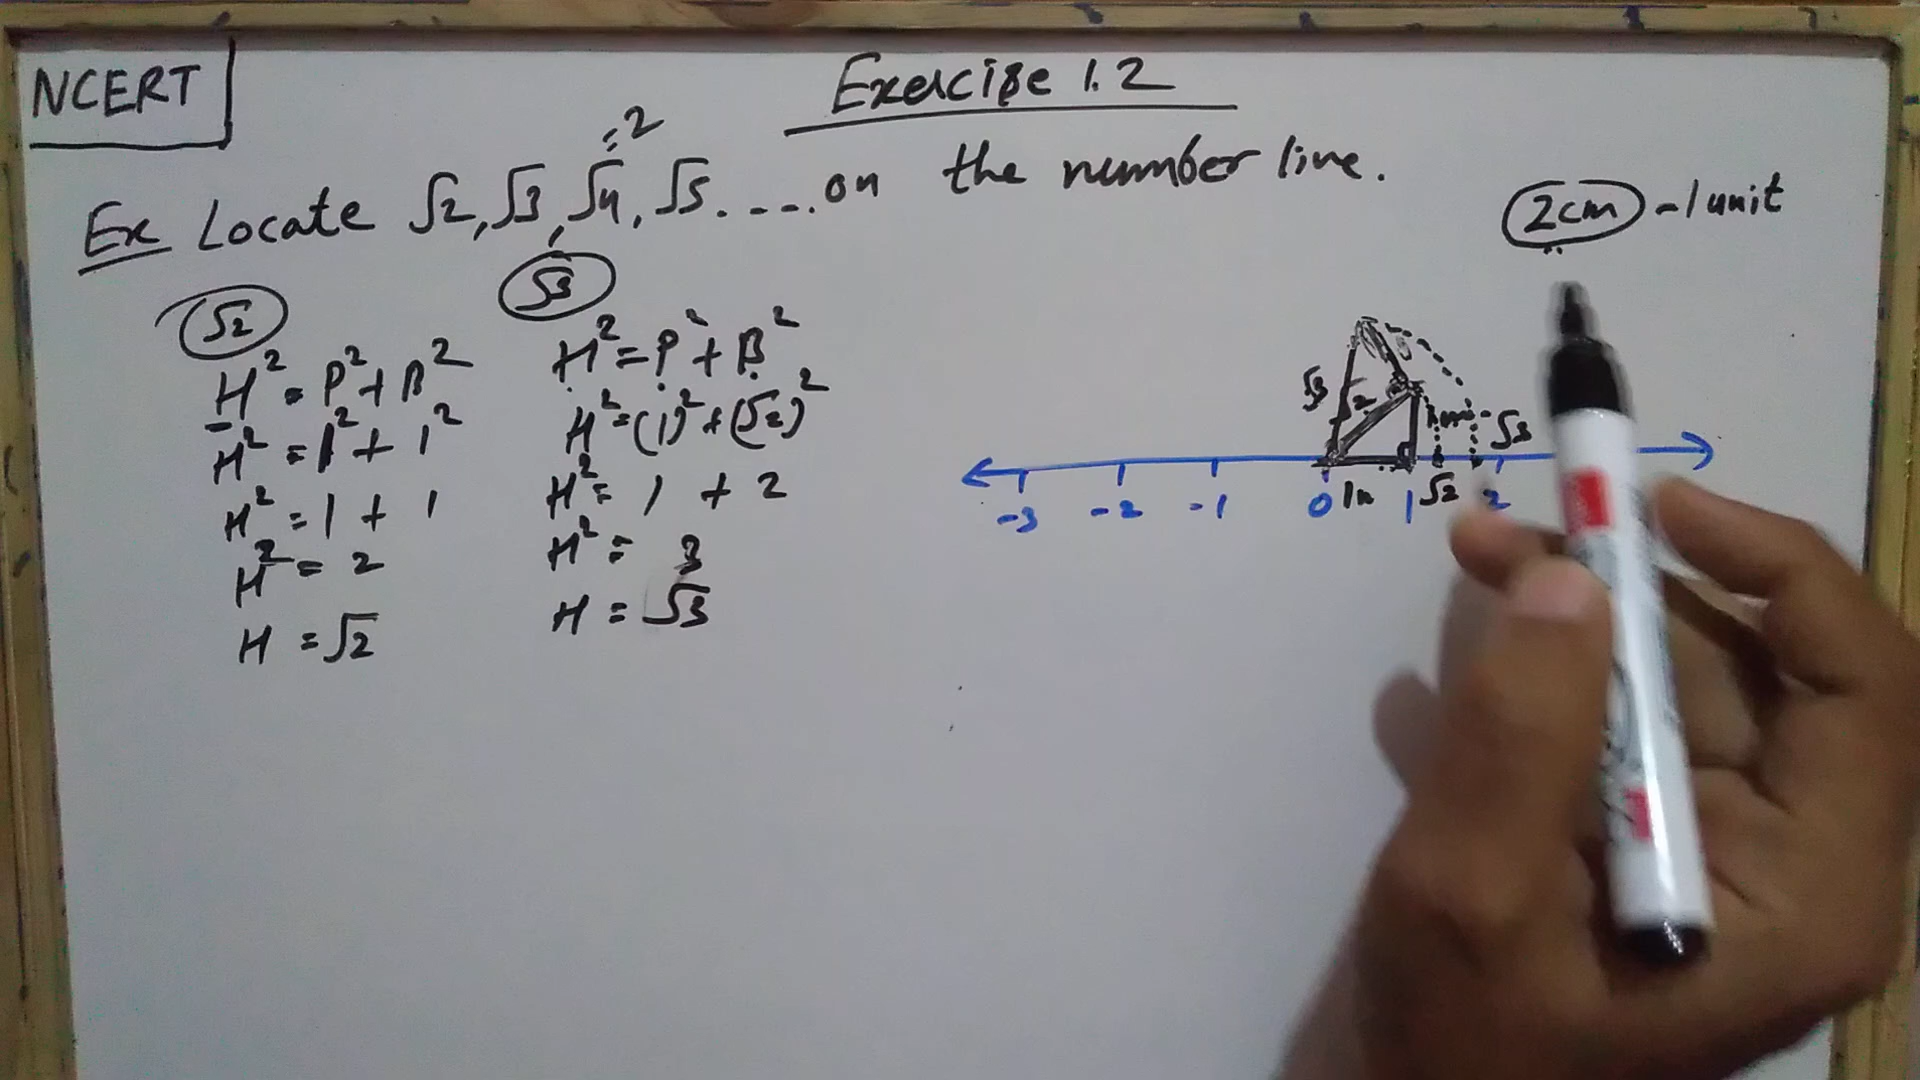 NCERT
Exercise 1.2
= 2
Ex Locate √2, √3, √4, √5. ---. on the number line.
2cm - 1 unit
√2
H² = P² + B²
H² = 1² + 1²
H² = 1 + 1
H² = 2
H = √2
√3
H² = P² + B²
H² = (1)² + (√2)²
H² = 1 + 2
H² = 3
H = √3
√3
√2
√3
-3 -2 -1 0 1 √2 2